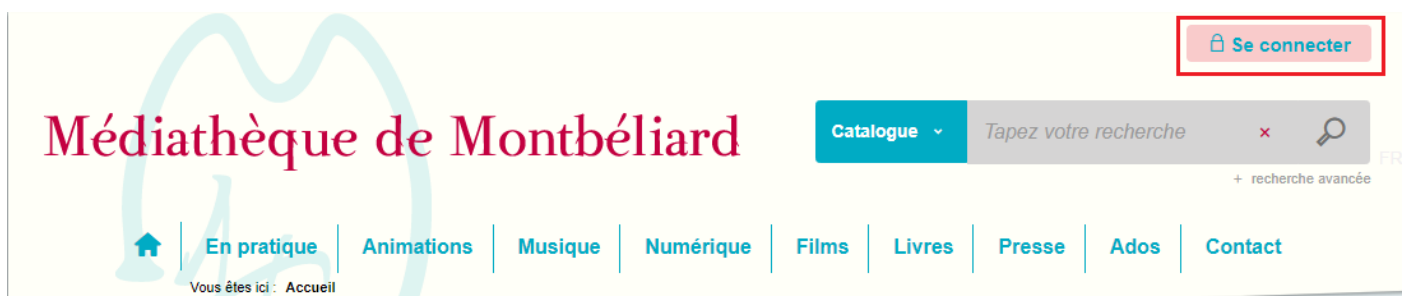 Se connecter
Médiathèque de Montbéliard
Catalogue
Tapez votre recherche
×
FR
+ recherche avancée
En pratique Animations Musique Numérique Films Livres Presse Ados Contact
Vous êtes ici : Accueil